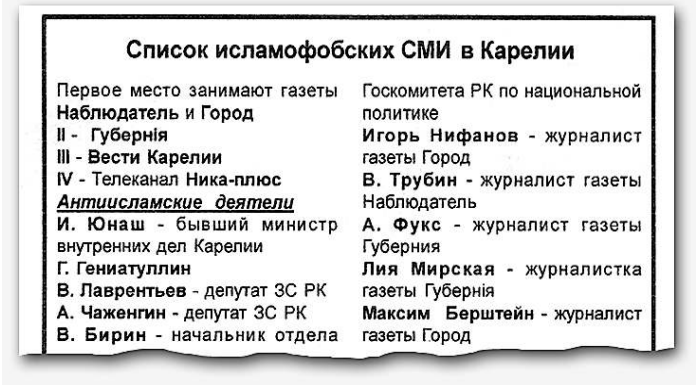 Список исламофобских СМИ в Карелии
Первое место занимают газеты
Наблюдатель и Город
II - Губернія
III - Вести Карелии
IV - Телеканал Ника-плюс
Антиисламские деятели
И. Юнаш - бывший министр
внутренних дел Карелии
Г. Гениатуллин
В. Лаврентьев - депутат ЗС РК
А. Чаженгин - депутат ЗС РК
В. Бирин - начальник отдела
Госкомитета РК по национальной
политике
Игорь Нифанов - журналист
газеты Город
В. Трубин - журналист газеты
Наблюдатель
А. Фукс - журналист газеты
Губерния
Лия Мирская - журналистка
газеты Губернія
Максим Берштейн - журналист
газеты Город